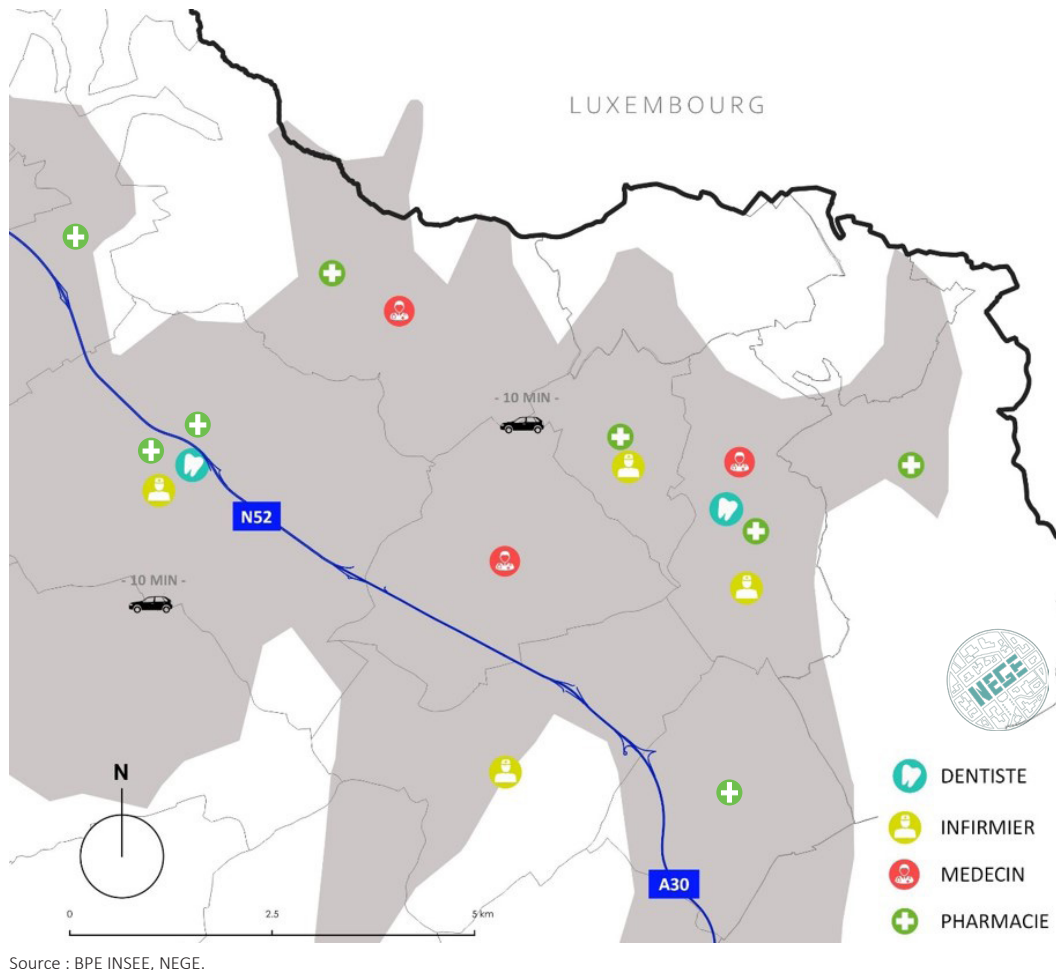 LUXEMBOURG
- 10 MIN -
N52
- 10 MIN -
NEGE
N
DENTISTE
INFIRMIER
MEDECIN
PHARMACIE
A30
0 2.5 5 km
Source : BPE INSEE, NEGE.